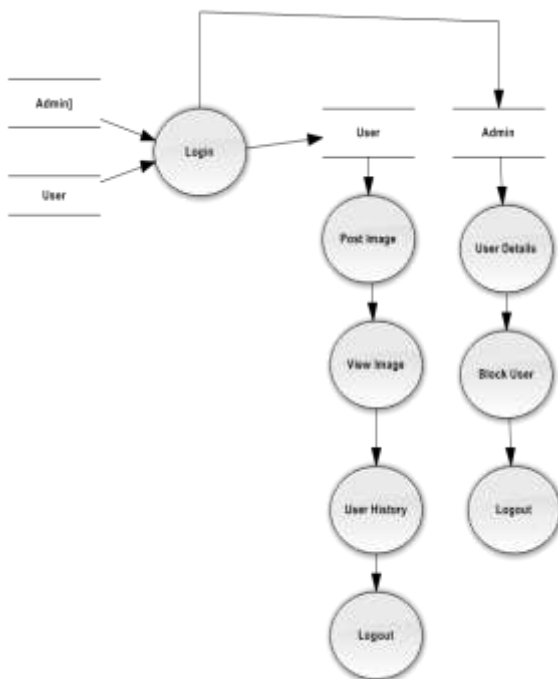 Admin]
Login
User
User
Admin
Post Image
User Details
View Image
Block User
User History
Logout
Logout